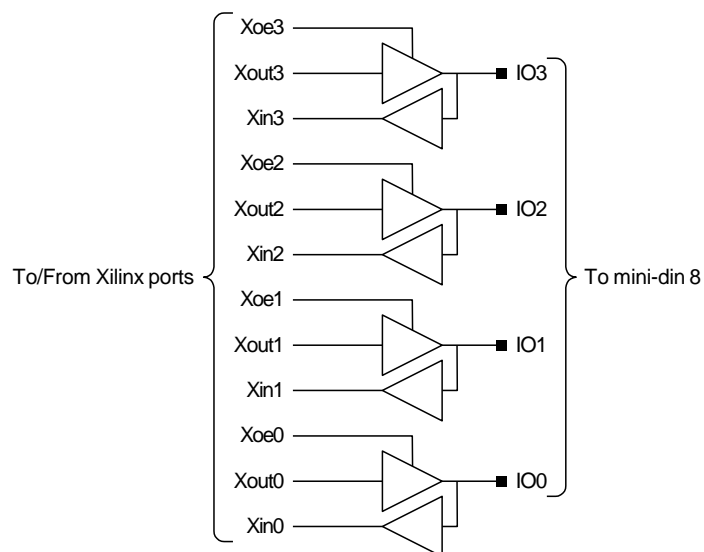 Xoe3
Xout3
IO3
Xin3
Xoe2
Xout2
IO2
Xin2
To/From Xilinx ports
To mini-din 8
Xoe1
Xout1
IO1
Xin1
Xoe0
Xout0
IO0
Xin0